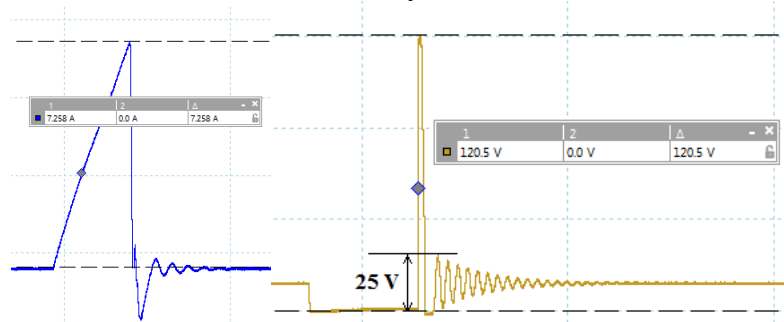 1 2 Δ - ×
7.258 A 0.0 A 7.258 A
1 2 Δ - ×
120.5 V 0.0 V 120.5 V
25 V